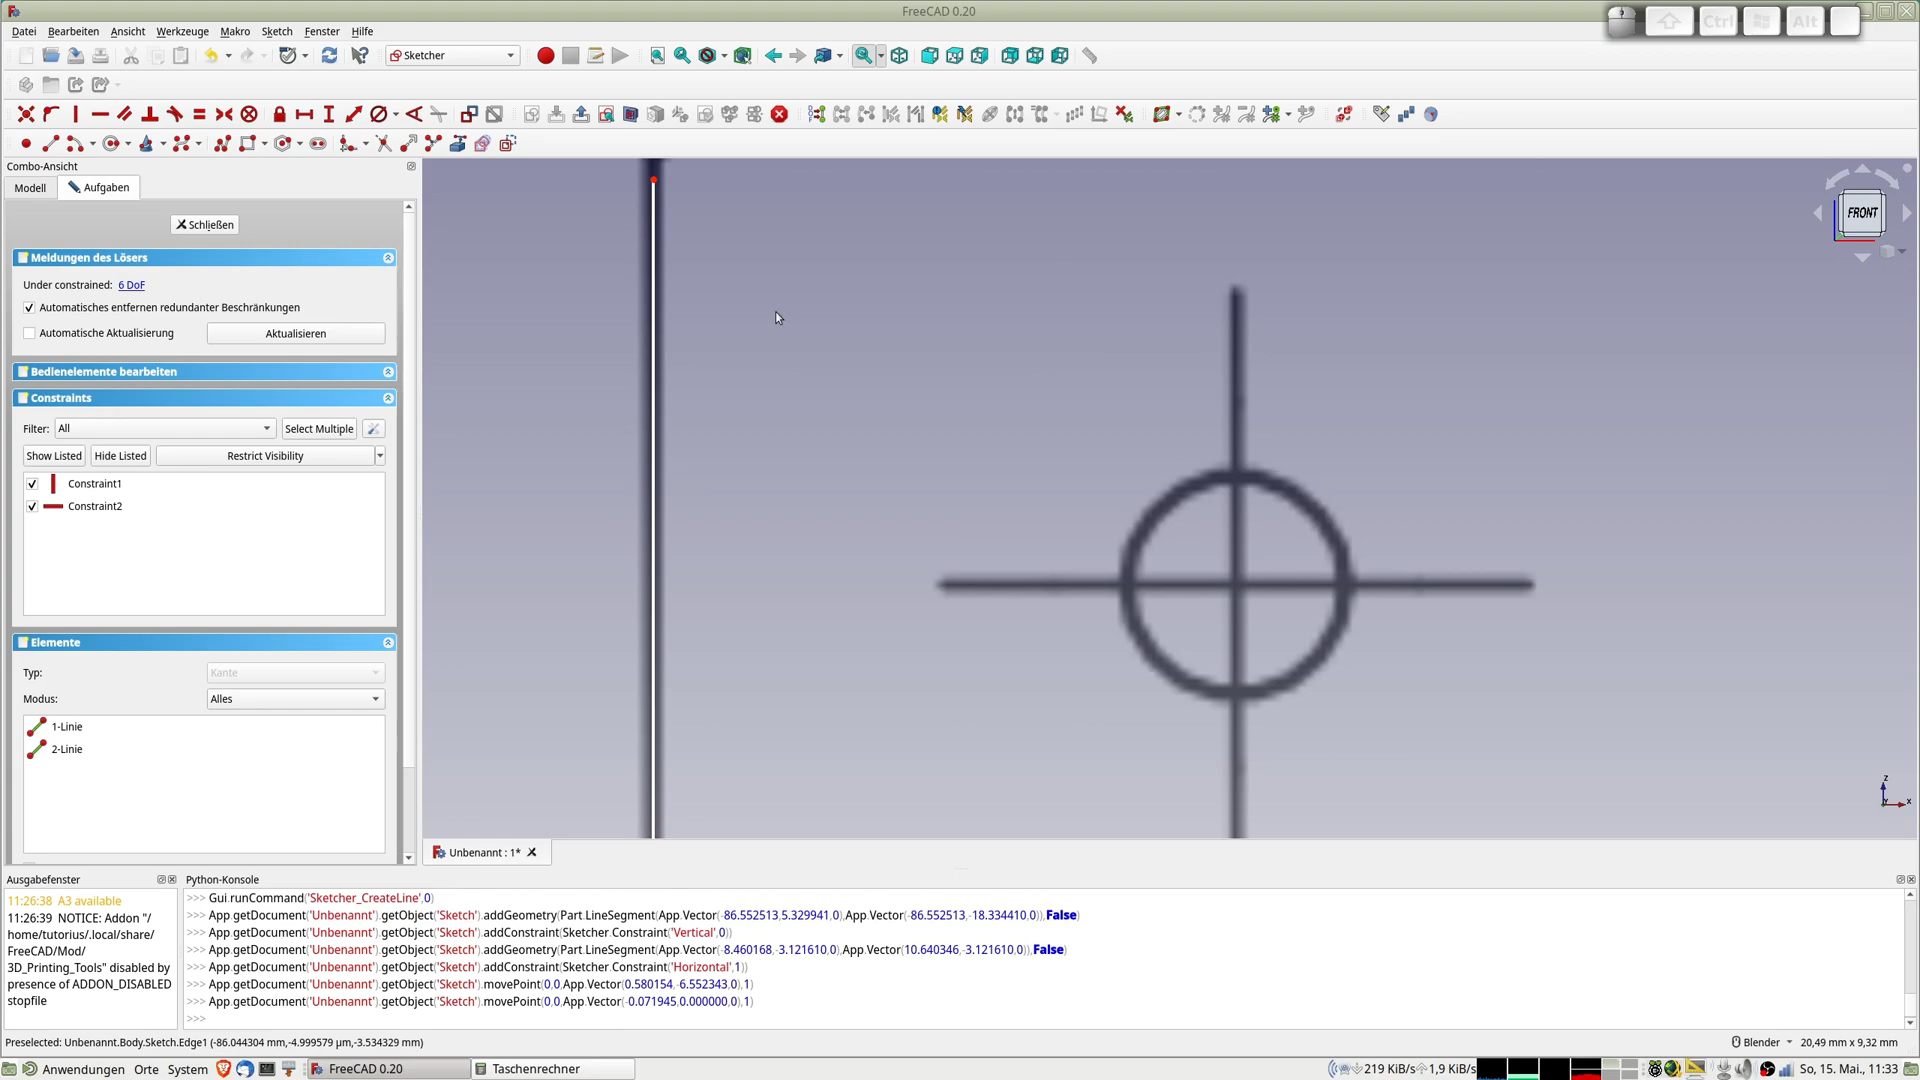 FreeCAD 0.20
Ctrl
Alt
Datei
Bearbeiten
Ansicht
Werkzeuge
Makro
Sketch
Fenster
Hilfe
Sketcher
Combo-Ansicht
Modell
Aufgaben
Schließen
Meldungen des Lösers
Under constrained: 6 DoF
Automatisches entfernen redundanter Beschränkungen
Automatische Aktualisierung
Aktualisieren
Bedienelemente bearbeiten
Constraints
Filter: All
Select Multiple
Show Listed
Hide Listed
Restrict Visibility
Constraint1
Constraint2
Elemente
Typ: Kante
Modus: Alles
1-Linie
2-Linie
FRONT
z
x
Unbenannt : 1*
Ausgabefenster
11:26:38 A3 available
11:26:39 NOTICE: Addon "/
home/tutorius/.local/share/
FreeCAD/Mod/
3D_Printing_Tools" disabled by
presence of ADDON_DISABLED
stopfile
Python-Konsole
>>> Gui.runCommand('Sketcher_CreateLine',0)
>>> App.getDocument('Unbenannt').getObject('Sketch').addGeometry(Part.LineSegment(App.Vector(-86.552513,5.329941,0),App.Vector(-86.552513,-18.334410,0)),False)
>>> App.getDocument('Unbenannt').getObject('Sketch').addConstraint(Sketcher.Constraint('Vertical',0))
>>> App.getDocument('Unbenannt').getObject('Sketch').addGeometry(Part.LineSegment(App.Vector(-8.460168,-3.121610,0),App.Vector(10.640346,-3.121610,0)),False)
>>> App.getDocument('Unbenannt').getObject('Sketch').addConstraint(Sketcher.Constraint('Horizontal',1))
>>> App.getDocument('Unbenannt').getObject('Sketch').movePoint(0,0,App.Vector(0.580154,-6.552343,0),1)
>>> App.getDocument('Unbenannt').getObject('Sketch').movePoint(0,0,App.Vector(-0.071945,0.000000,0),1)
>>>
Preselected: Unbenannt.Body.Sketch.Edge1 (-86.044304 mm,-4.999579 µm,-3.534329 mm)
Blender
20,49 mm x 9,32 mm
Anwendungen
Orte
System
FreeCAD 0.20
Taschenrechner
219 KiB/s
1,9 KiB/s
So, 15. Mai., 11:33